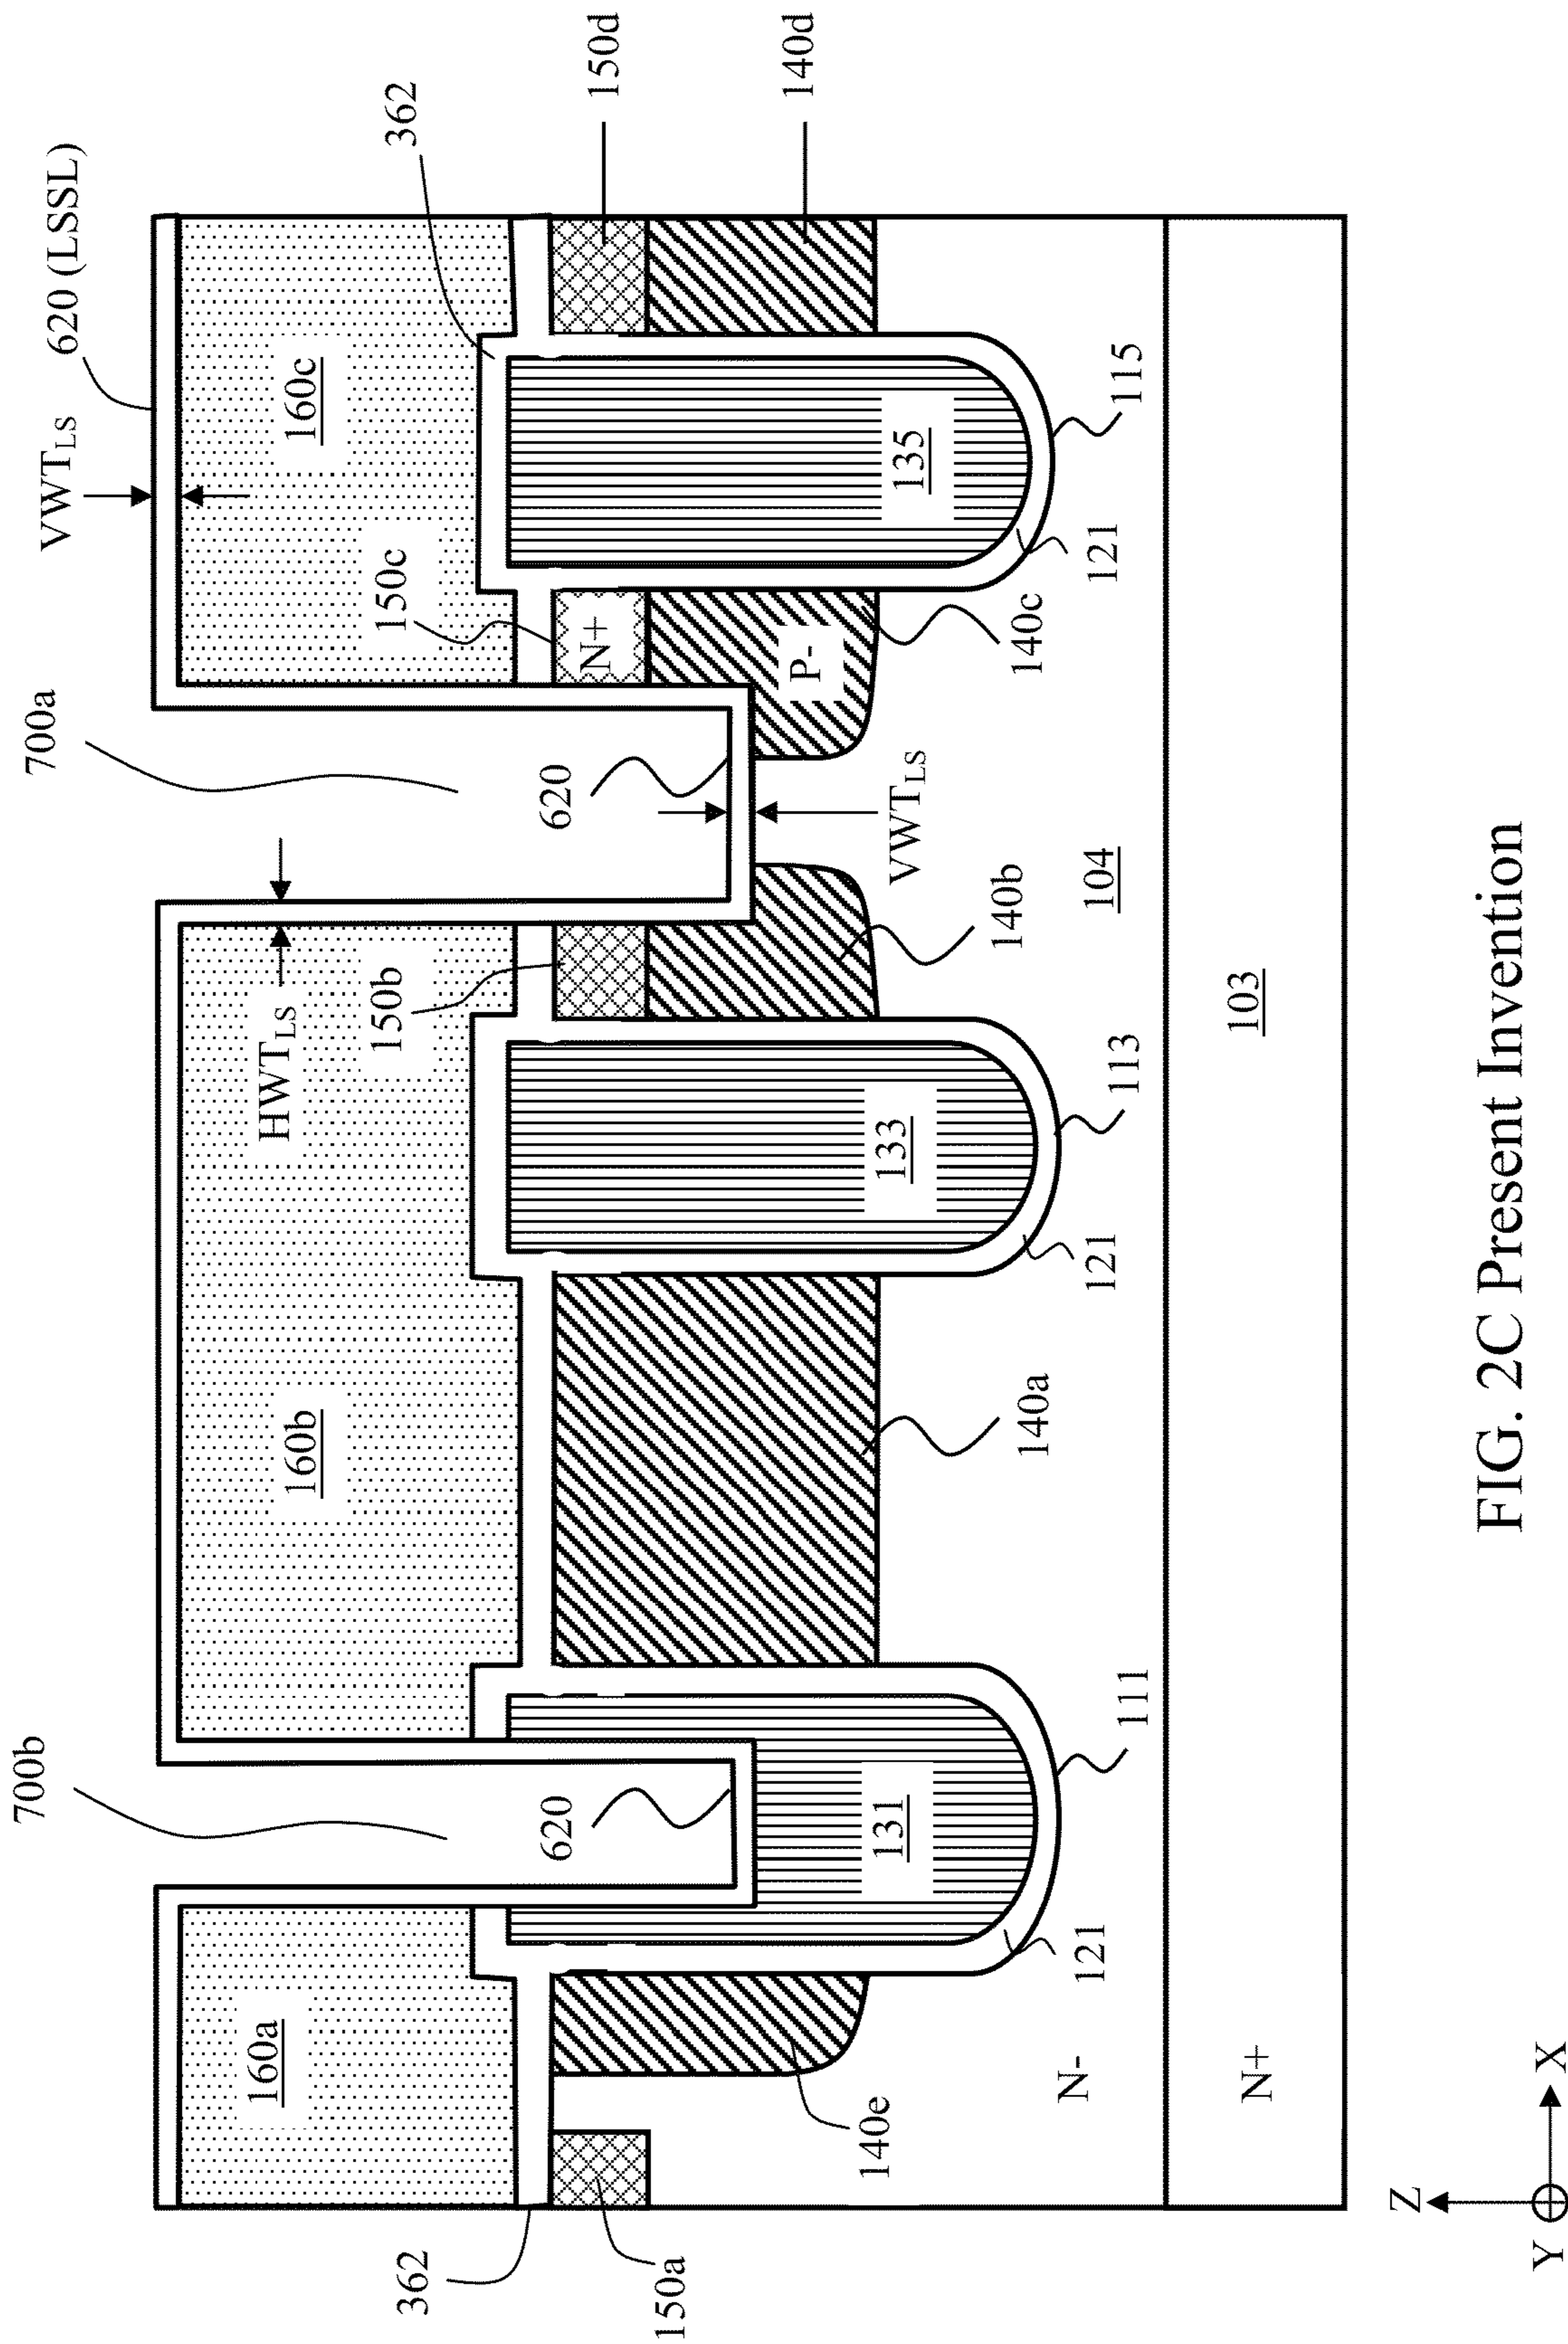 700b
700a
VWT_LS
620 (LSSL)
160a
HWT_LS
160b
160c
362
150b
150c
362
620
620
N+
150d
150a
P-
140d
140e
131
133
135
VWT_LS
140a
140b
140c
N-
121
121
104
121
111
113
115
N+
103
Z
Y
X
FIG. 2C Present Invention